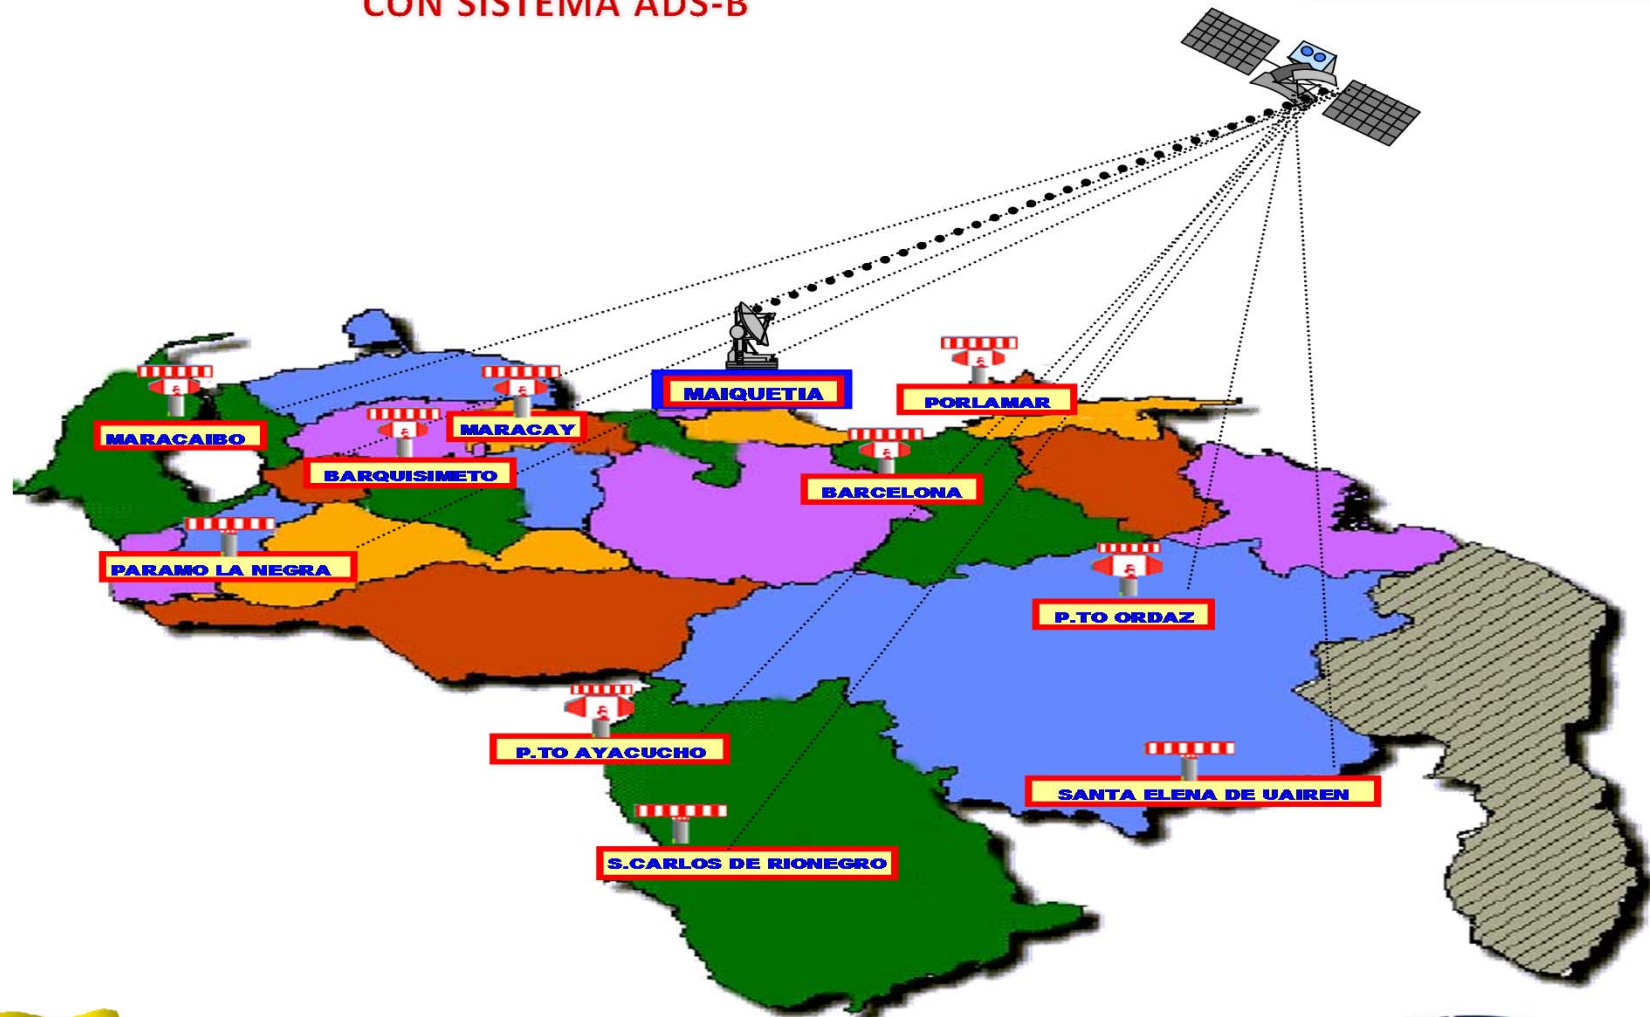 CON SISTEMA ADS-B
MAIQUETIA
PORLAMAR
MARACAIBO
MARACAY
BARQUISIMETO
BARCELONA
PARAMO LA NEGRA
P.TO ORDAZ
P.TO AYACUCHO
SANTA ELENA DE UAIREN
S.CARLOS DE RIONEGRO